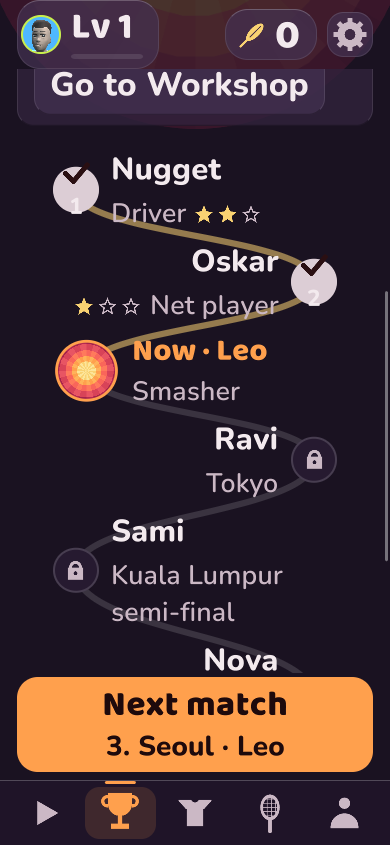 Lv 1
0
Go to Workshop
Nugget
1
Driver
Oskar
2
Net player
Now · Leo
Smasher
Ravi
Tokyo
Sami
Kuala Lumpur
semi-final
Nova
Next match
3. Seoul · Leo